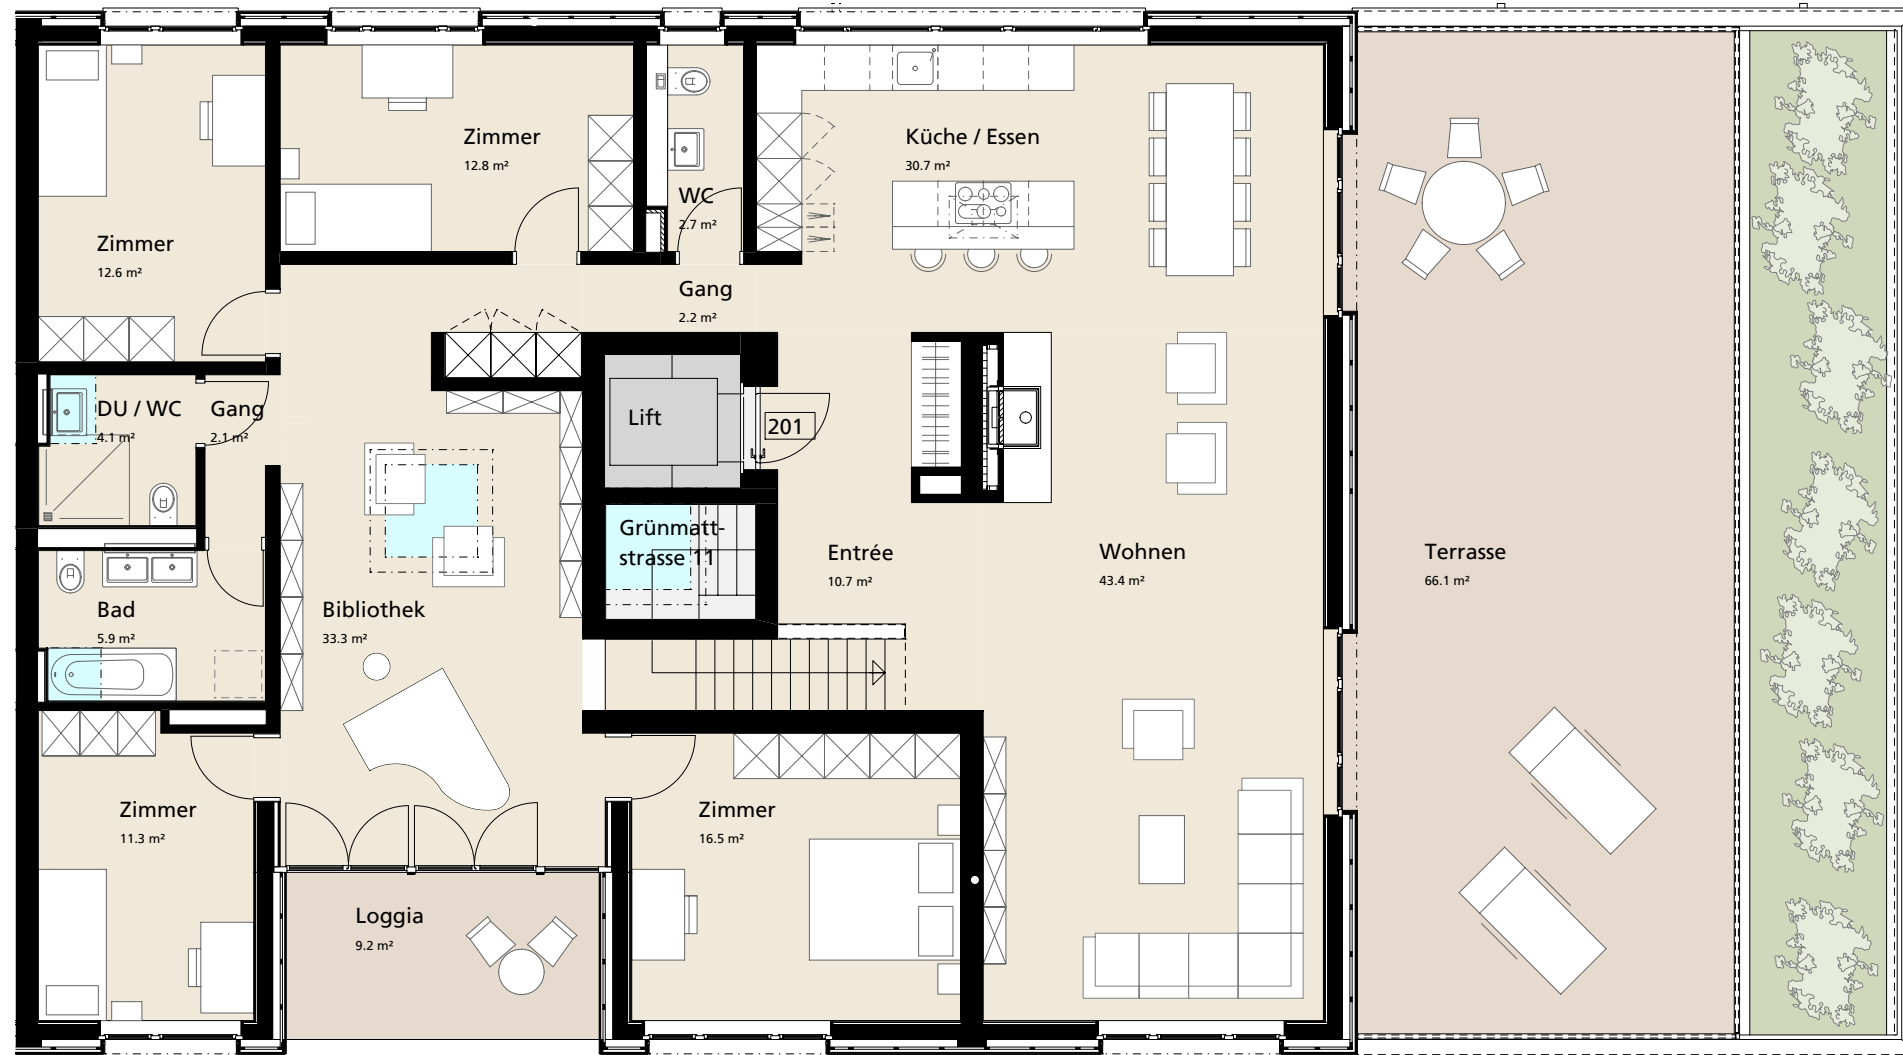 Zimmer
12.6 m²
Zimmer
12.8 m²
WC
2.7 m²
Küche / Essen
30.7 m²
Gang
2.2 m²
DU / WC
4.1 m²
Gang
2.1 m²
Lift
201
Grünmatt-
strasse 11
Entrée
10.7 m²
Wohnen
43.4 m²
Terrasse
66.1 m²
Bad
5.9 m²
Bibliothek
33.3 m²
Zimmer
11.3 m²
Zimmer
16.5 m²
Loggia
9.2 m²